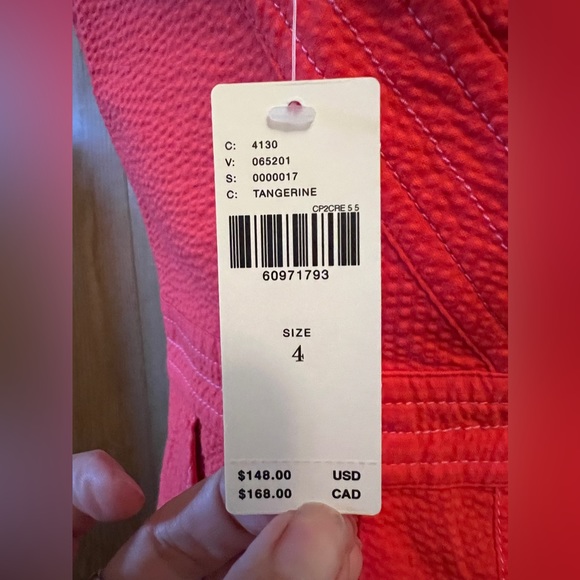 C: 4130
V: 065201
S: 0000017
C: TANGERINE
CP2CRE 5 5
60971793
SIZE
4
$148.00 USD
$168.00 CAD